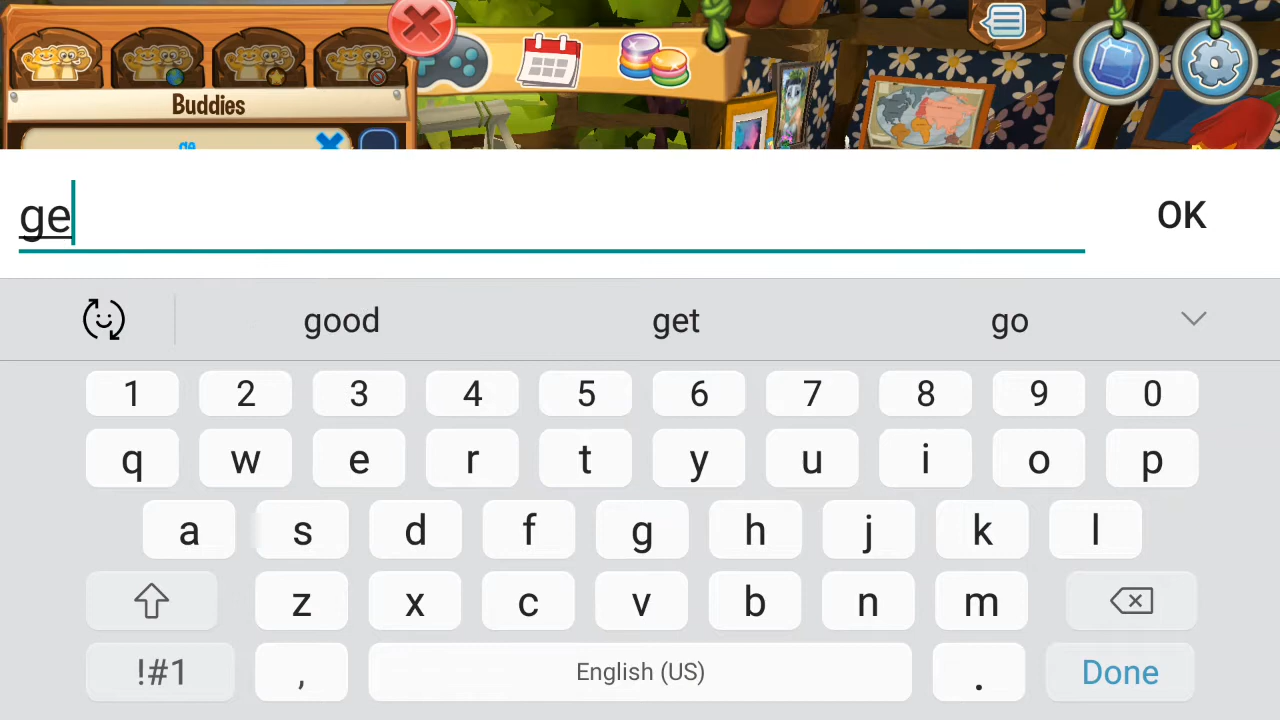 Buddies
ge
ge
OK
good get go
1 2 3 4 5 6 7 8 9 0
q w e r t y u i o p
a s d f g h j k l
z x c v b n m
!#1 , English (US) . Done